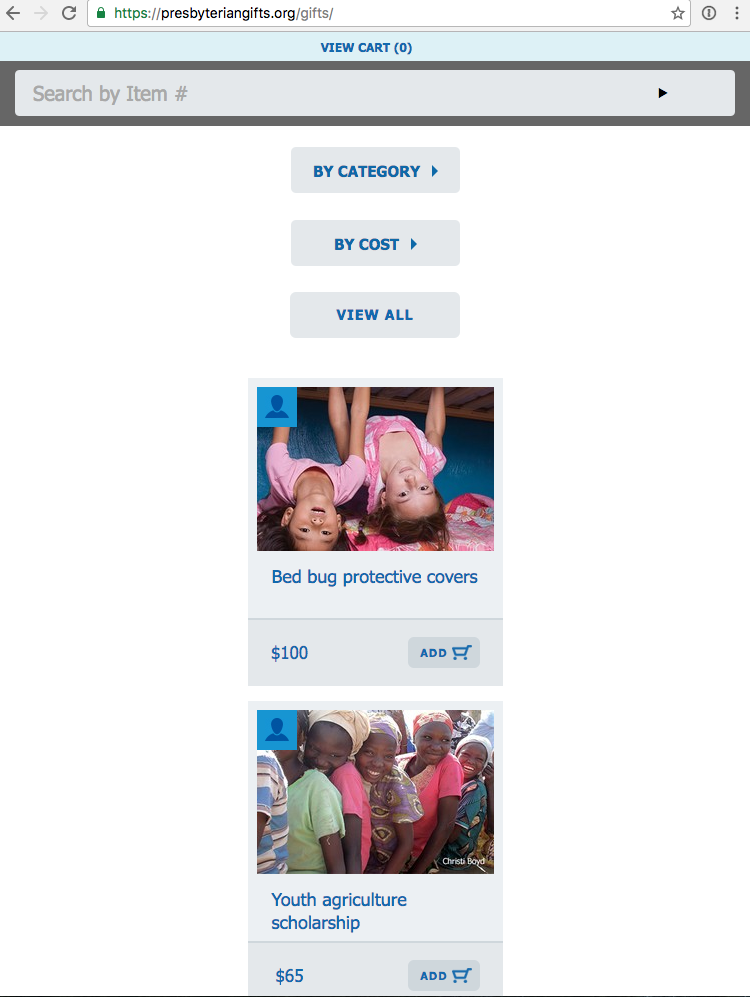 https://presbyteriangifts.org/gifts/
VIEW CART (0)
Search by Item #
BY CATEGORY
BY COST
VIEW ALL
Bed bug protective covers
$100
ADD
Christi Boyd
Youth agriculture
scholarship
$65
ADD